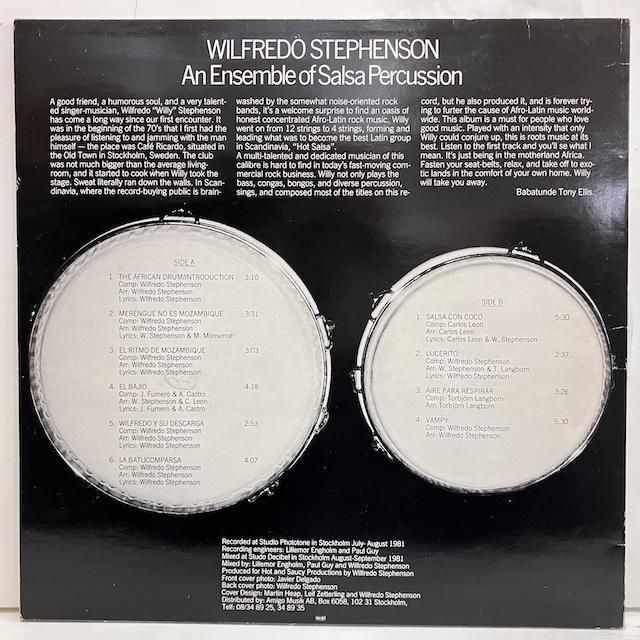 WILFREDO STEPHENSON
An Ensemble of Salsa Percussion
A good friend, a humorous soul, and a very talent-
ed singer-musician, Wilfredo "Willy" Stephenson
has come a long way since our first encounter. It
was in the beginning of the 70's that I first had the
pleasure of listening to and jamming with the man
himself — the place was Café Ricardo, situated in
the Old Town in Stockholm, Sweden. The club
was not much bigger than the average living-
room, and it started to cook when Willy took the
stage. Sweat literally ran down the walls. In Scan-
dinavia, where the record-buying public is brain-
washed by the somewhat noise-oriented rock
bands, it's a welcome surprise to find an oasis of
honest concentrated Afro-Latin rock music. Willy
went on from 12 strings to 4 strings, forming and
leading what was to become the best Latin group
in Scandinavia, "Hot Salsa".
A multi-talented and dedicated musician of this
calibre is hard to find in today's fast-moving com-
mercial rock business. Willy not only plays the
bass, congas, bongos, and diverse percussion,
sings, and composed most of the titles on this re-
cord, but he also produced it, and is forever try-
ing to furter the cause of Afro-Latin music world-
wide. This album is a must for people who love
good music. Played with an intensity that only
Willy could conjure up, this is roots music at its
best. Listen to the first track and you'll se what I
mean. It's just being in the motherland Africa.
Fasten your seat-belts, relax, and take off to exo-
tic lands in the comfort of your own home. Willy
will take you away.
Babatunde Tony Ellis.
SIDE A
1. THE AFRICAN DRUM/INTRODUCTION 3:10
Comp: Wilfredo Stephenson
Arr: Wilfredo Stephenson
Lyrics: Wilfredo Stephenson
2. MERENGUE NO ES MOZAMBIQUE 3:31
Comp: Wilfredo Stephenson
Arr: Wilfredo Stephenson
Lyrics: W. Stephenson & M. Monserrat
3. EL RITMO DE MOZAMBIQUE 3:03
Comp: Wilfredo Stephenson
Arr: Wilfredo Stephenson
Lyrics: Wilfredo Stephenson
4. EL BAJIO 4:18
Comp: J. Fumero & A. Castro
Arr: W. Stephenson & C. Leon
Lyrics: J. Fumero & A. Castro
5. WILFREDO Y SU DESCARGA 2:53
Comp: Wilfredo Stephenson
Arr: Wilfredo Stephenson
Lyrics: Wilfredo Stephenson
6. LA BATUCOMPARSA 4:07
Comp: Wilfredo Stephenson
Arr: Wilfredo Stephenson
Lyrics: Wilfredo Stephenson
SIDE B
1. SALSA CON COCO 5:30
Comp: Carlos Leon
Arr: Carlos Leon
Lyrics: Carlos Leon & W. Stephenson
2. LUCERITO 2:37
Comp: Wilfredo Stephenson
Arr: W. Stephenson & T. Langborn
Lyrics: Wilfredo Stephenson
3. AIRE PARA RESPIRAR 3:26
Comp: Torbjörn Langborn
Arr: Torbjörn Langborn
4. VAMPY 5:30
Comp: Wilfredo Stephenson
Arr: Wilfredo Stephenson
Recorded at Studio Phototone in Stockholm July- August 1981
Recording engineers: Lillemor Engholm and Paul Guy
Mixed at Studo Decibel in Stockholm August-September 1981
Mixed by: Lillemor Engholm, Paul Guy and Wilfredo Stephenson
Produced for Hot and Saucy Productions by Wilfredo Stephenson
Front cover photo: Javier Delgado
Back cover photo: Wilfredo Stephenson
Cover Design: Martin Heap, Leif Zetterling and Wilfredo Stephenson
Distributed by: Amigo Musik AB, Box 6058, 102 31 Stockholm,
Telf: 08/34 89 25, 34 89 35